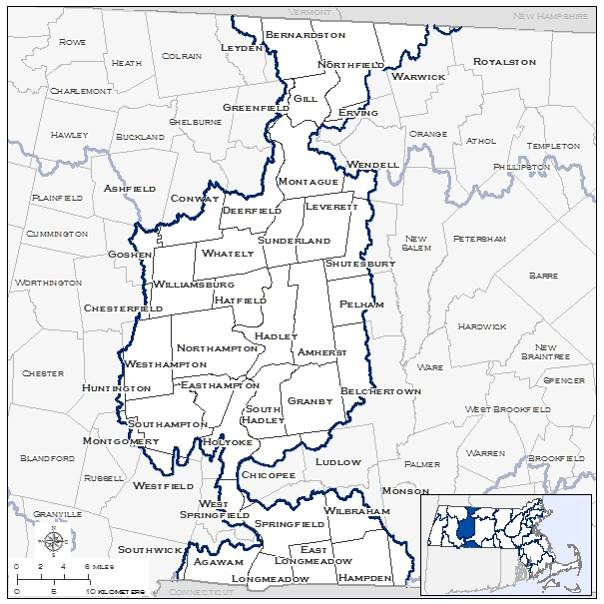 VERMONT
NEW HAMPSHIRE
BERNARDSTON
ROWE
LEYDEN
COLRAIN
HEATH
NORTHFIELD
ROYALSTON
WARWICK
CHARLEMONT
GILL
GREENFIELD
ERVING
SHELBURNE
HAWLEY
BUCKLAND
ORANGE
ATHOL
TEMPLETON
WENDELL
PHILLIPSTON
MONTAGUE
ASHFIELD
PLAINFIELD
CONWAY
DEERFIELD
LEVERETT
CUMMINGTON
SUNDERLAND
NEW
SALEM
PETERSHAM
GOSHEN
WHATELY
SHUTESBURY
BARRE
WORTHINGTON
WILLIAMSBURG
HATFIELD
PELHAM
CHESTERFIELD
HARDWICK
HADLEY
NORTHAMPTON
AMHERST
NEW
BRAINTREE
WESTHAMPTON
WARE
CHESTER
SPENCER
HUNTINGTON
EASTHAMPTON
BELCHERTOWN
GRANBY
SOUTH
HADLEY
WEST BROOKFIELD
SOUTHAMPTON
MONTGOMERY
HOLYOKE
BLANDFORD
LUDLOW
PALMER
WARREN
BROOKFIELD
RUSSELL
CHICOPEE
WESTFIELD
MONSON
WEST
SPRINGFIELD
WILBRAHAM
GRANVILLE
SPRINGFIELD
SOUTHWICK
EAST
LONGMEADOW
AGAWAM
LONGMEADOW
HAMPDEN
0 2 4 6 MILES
0 5 10 KILOMETERS
CONNECTICUT